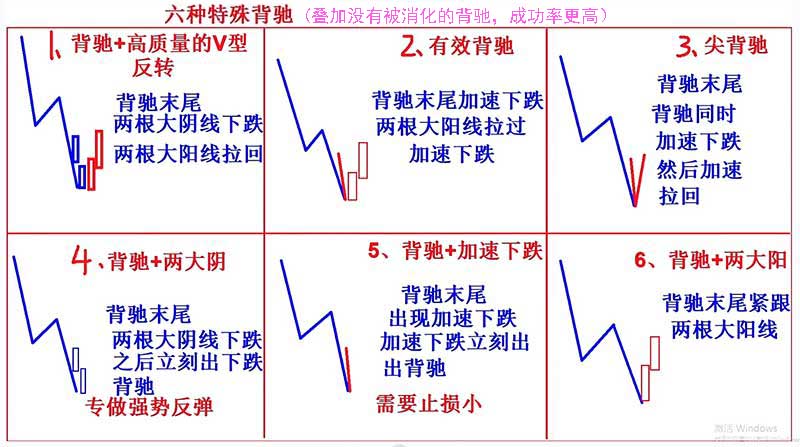 六种特殊背驰（叠加没有被消化的背驰，成功率更高）
1、背驰+高质量的V型
反转
背驰末尾
两根大阴线下跌
两根大阳线拉回
2、有效背驰
背驰末尾加速下跌
两根大阳线拉过
加速下跌
3、尖背驰
背驰末尾
背驰同时
加速下跌
然后加速
拉回
4、背驰+两大阴
背驰末尾
两根大阴线下跌
之后立刻出下跌
背驰
专做强势反弹
5、背驰+加速下跌
背驰末尾
出现加速下跌
加速下跌立刻出
出背驰
需要止损小
6、背驰+两大阳
背驰末尾紧跟
两根大阳线
激活 Windows